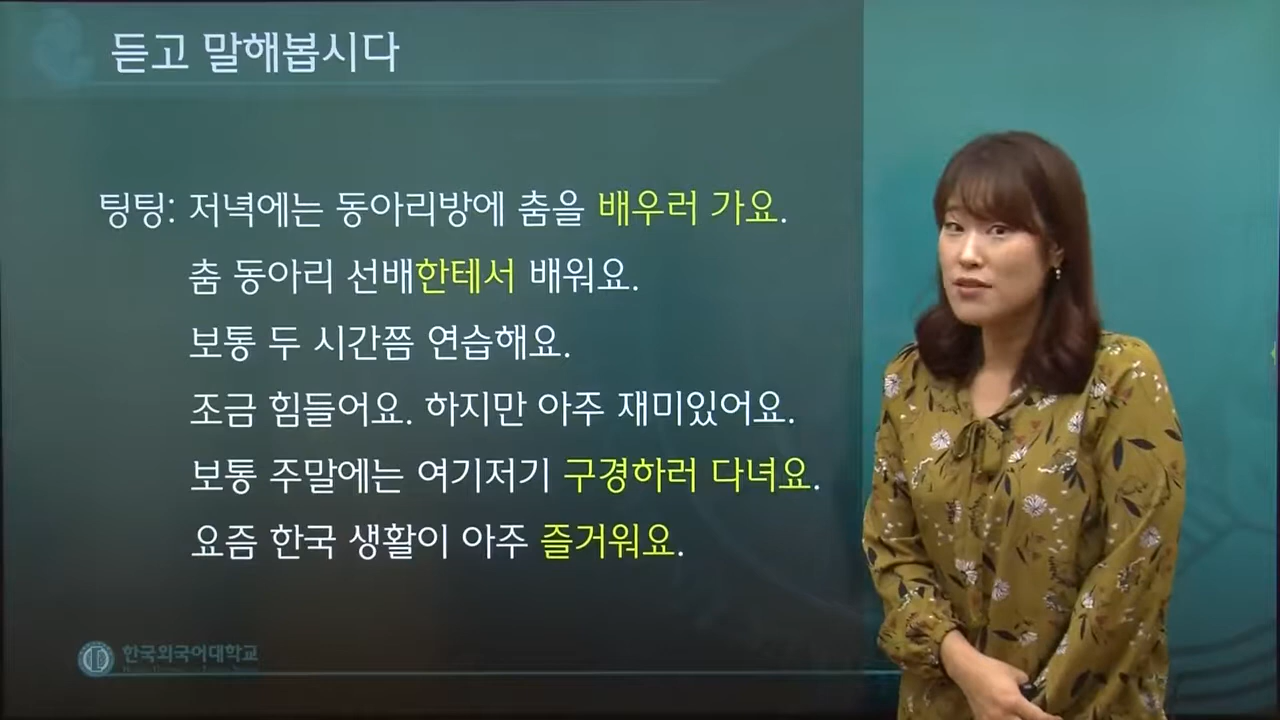 듣고 말해봅시다
팅팅: 저녁에는 동아리방에 춤을 배우러 가요.
춤 동아리 선배한테서 배워요.
보통 두 시간쯤 연습해요.
조금 힘들어요. 하지만 아주 재미있어요.
보통 주말에는 여기저기 구경하러 다녀요.
요즘 한국 생활이 아주 즐거워요.
한국외국어대학교